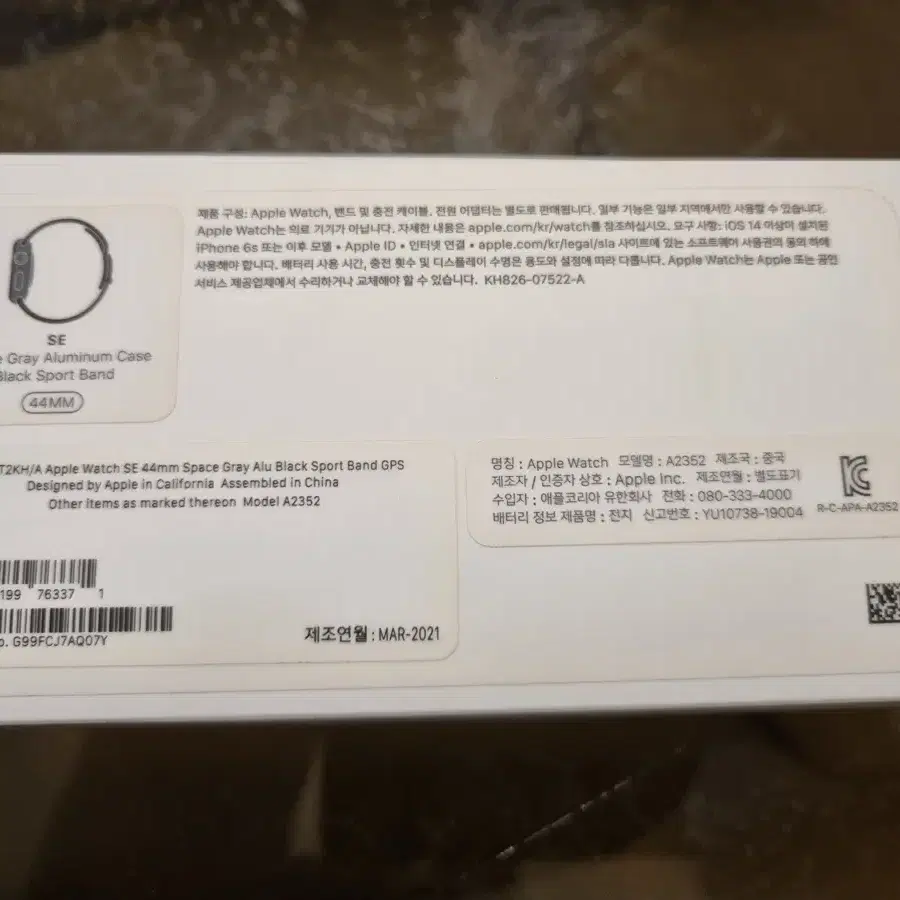 제품 구성: Apple Watch, 밴드 및 충전 케이블. 전원 어댑터는 별도로 판매됩니다. 일부 기능은 일부 지역에서만 사용할 수 있습니다.
Apple Watch는 의료 기기가 아닙니다. 자세한 내용은 apple.com/kr/watch를 참조하십시오. 요구 사항: iOS 14 이상이 설치된
iPhone 6s 또는 이후 모델 • Apple ID • 인터넷 연결 • apple.com/kr/legal/sla 사이트에 있는 소프트웨어 사용권의 동의 하에
사용해야 합니다. 배터리 사용 시간, 충전 횟수 및 디스플레이 수명은 용도와 설정에 따라 다릅니다. Apple Watch는 Apple 또는 공인
서비스 제공업체에서 수리하거나 교체해야 할 수 있습니다. KH826-07522-A
SE
e Gray Aluminum Case
Black Sport Band
44MM
T2KH/A Apple Watch SE 44mm Space Gray Alu Black Sport Band GPS
Designed by Apple in California Assembled in China
Other items as marked thereon Model A2352
199 76337 1
o. G99FCJ7AQ07Y
제조연월 : MAR-2021
명칭 : Apple Watch 모델명 : A2352 제조국 : 중국
제조자 / 인증자 상호 : Apple Inc. 제조연월 : 별도표기
수입자 : 애플코리아 유한회사 전화 : 080-333-4000
배터리 정보 제품명 : 전지 신고번호 : YU10738-19004
R-C-APA-A2352